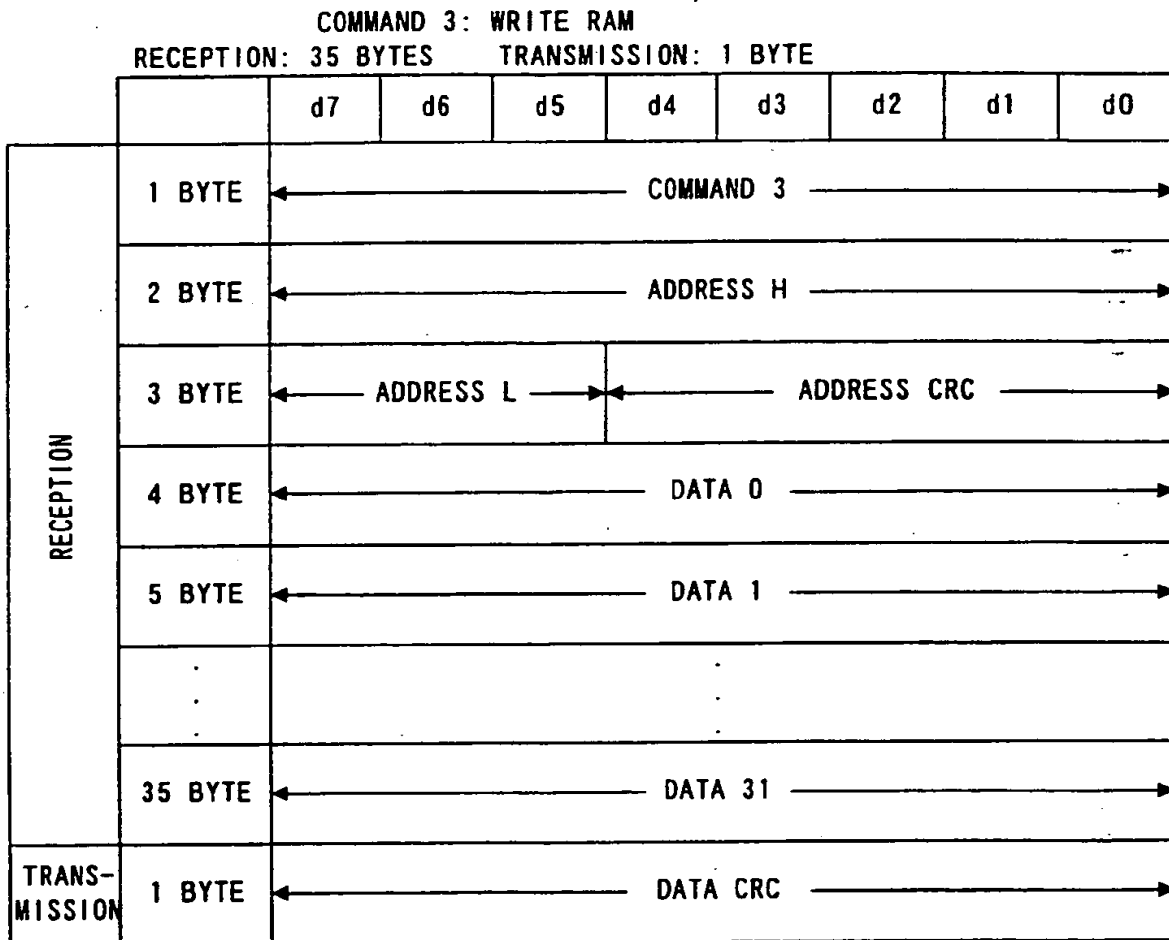 COMMAND 3: WRITE RAM
RECEPTION: 35 BYTES TRANSMISSION: 1 BYTE
d7 d6 d5 d4 d3 d2 d1 d0
RECEPTION
1 BYTE COMMAND 3
2 BYTE ADDRESS H
3 BYTE ADDRESS L ADDRESS CRC
4 BYTE DATA 0
5 BYTE DATA 1
35 BYTE DATA 31
TRANS-
MISSION
1 BYTE DATA CRC